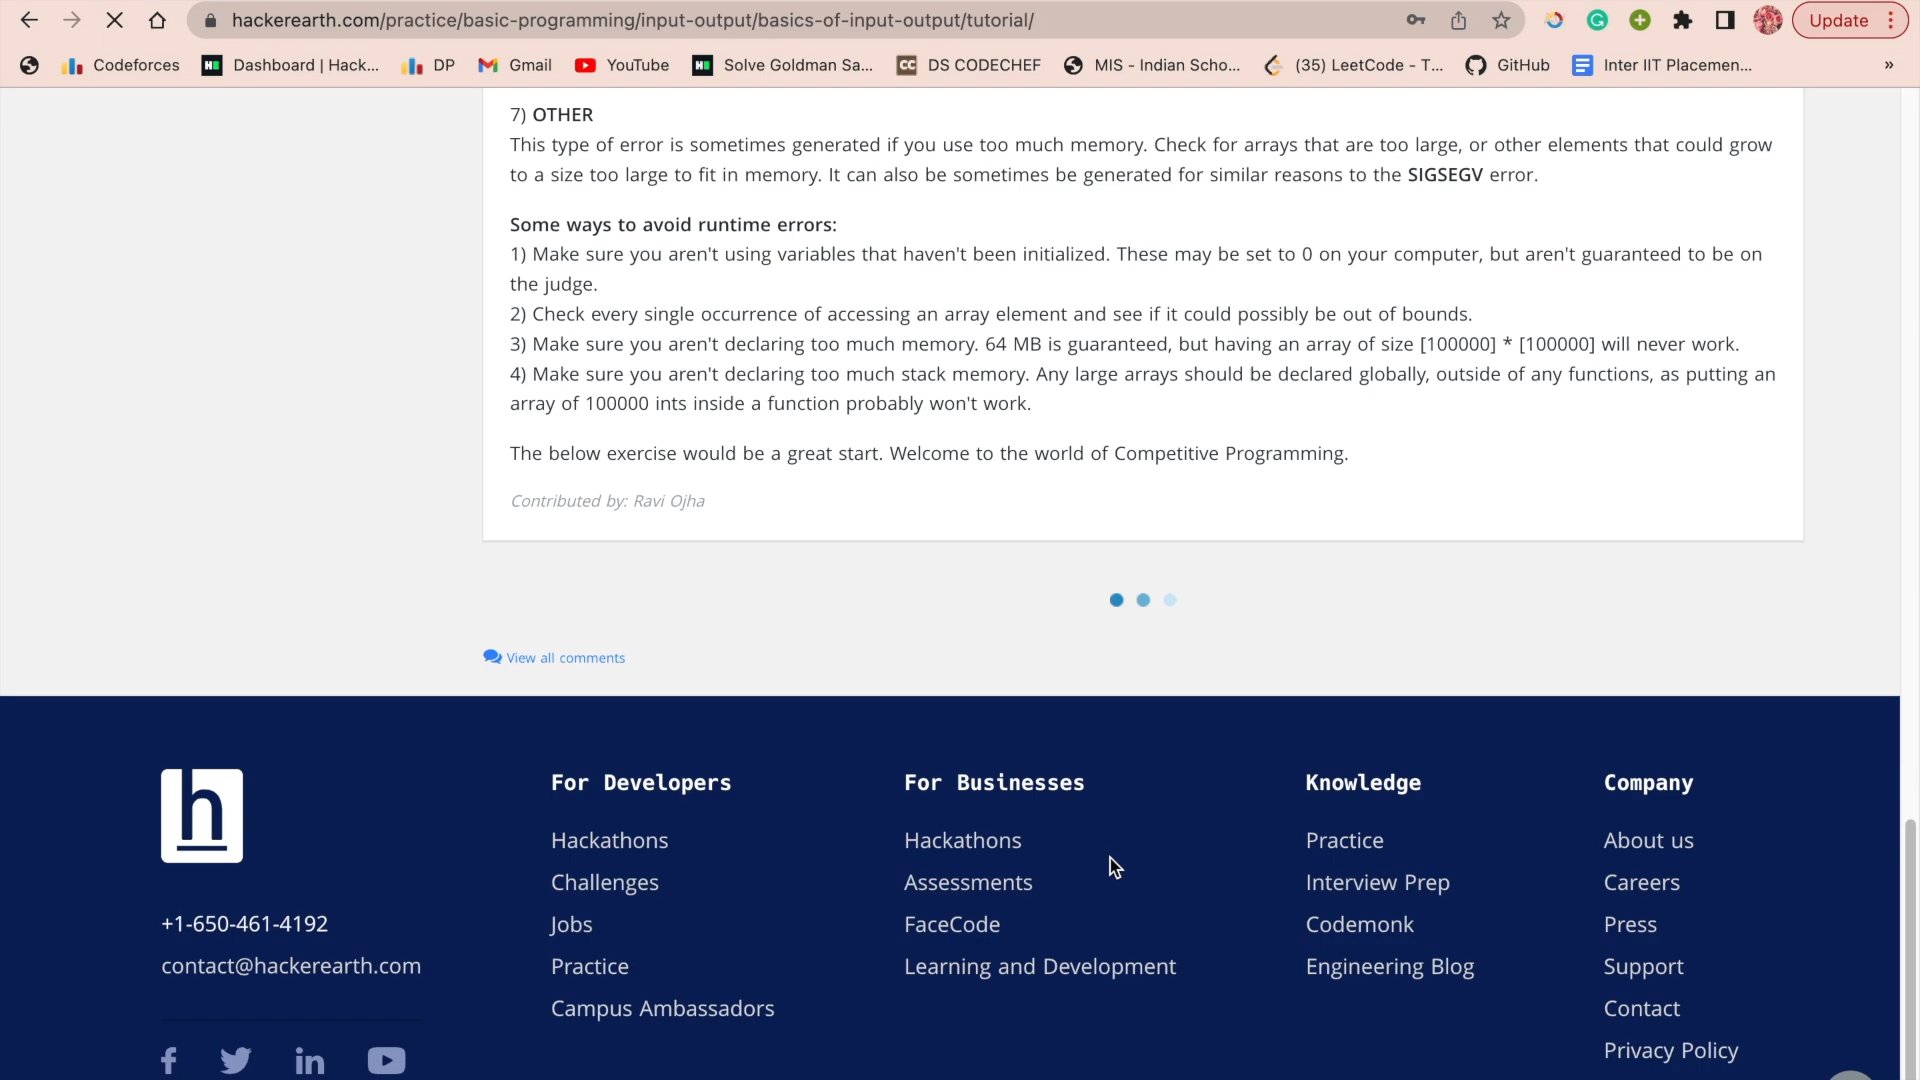 hackerearth.com/practice/basic-programming/input-output/basics-of-input-output/tutorial/
Update
Codeforces
Dashboard | Hack...
DP
Gmail
YouTube
Solve Goldman Sa...
CC
DS CODECHEF
MIS - Indian Scho...
(35) LeetCode - T...
GitHub
Inter IIT Placemen...
»
7) OTHER
This type of error is sometimes generated if you use too much memory. Check for arrays that are too large, or other elements that could grow
to a size too large to fit in memory. It can also be sometimes be generated for similar reasons to the SIGSEGV error.
Some ways to avoid runtime errors:
1) Make sure you aren't using variables that haven't been initialized. These may be set to 0 on your computer, but aren't guaranteed to be on
the judge.
2) Check every single occurrence of accessing an array element and see if it could possibly be out of bounds.
3) Make sure you aren't declaring too much memory. 64 MB is guaranteed, but having an array of size [100000] * [100000] will never work.
4) Make sure you aren't declaring too much stack memory. Any large arrays should be declared globally, outside of any functions, as putting an
array of 100000 ints inside a function probably won't work.
The below exercise would be a great start. Welcome to the world of Competitive Programming.
Contributed by: Ravi Ojha
View all comments
h
+1-650-461-4192
contact@hackerearth.com
For Developers
Hackathons
Challenges
Jobs
Practice
Campus Ambassadors
For Businesses
Hackathons
Assessments
FaceCode
Learning and Development
Knowledge
Practice
Interview Prep
Codemonk
Engineering Blog
Company
About us
Careers
Press
Support
Contact
Privacy Policy